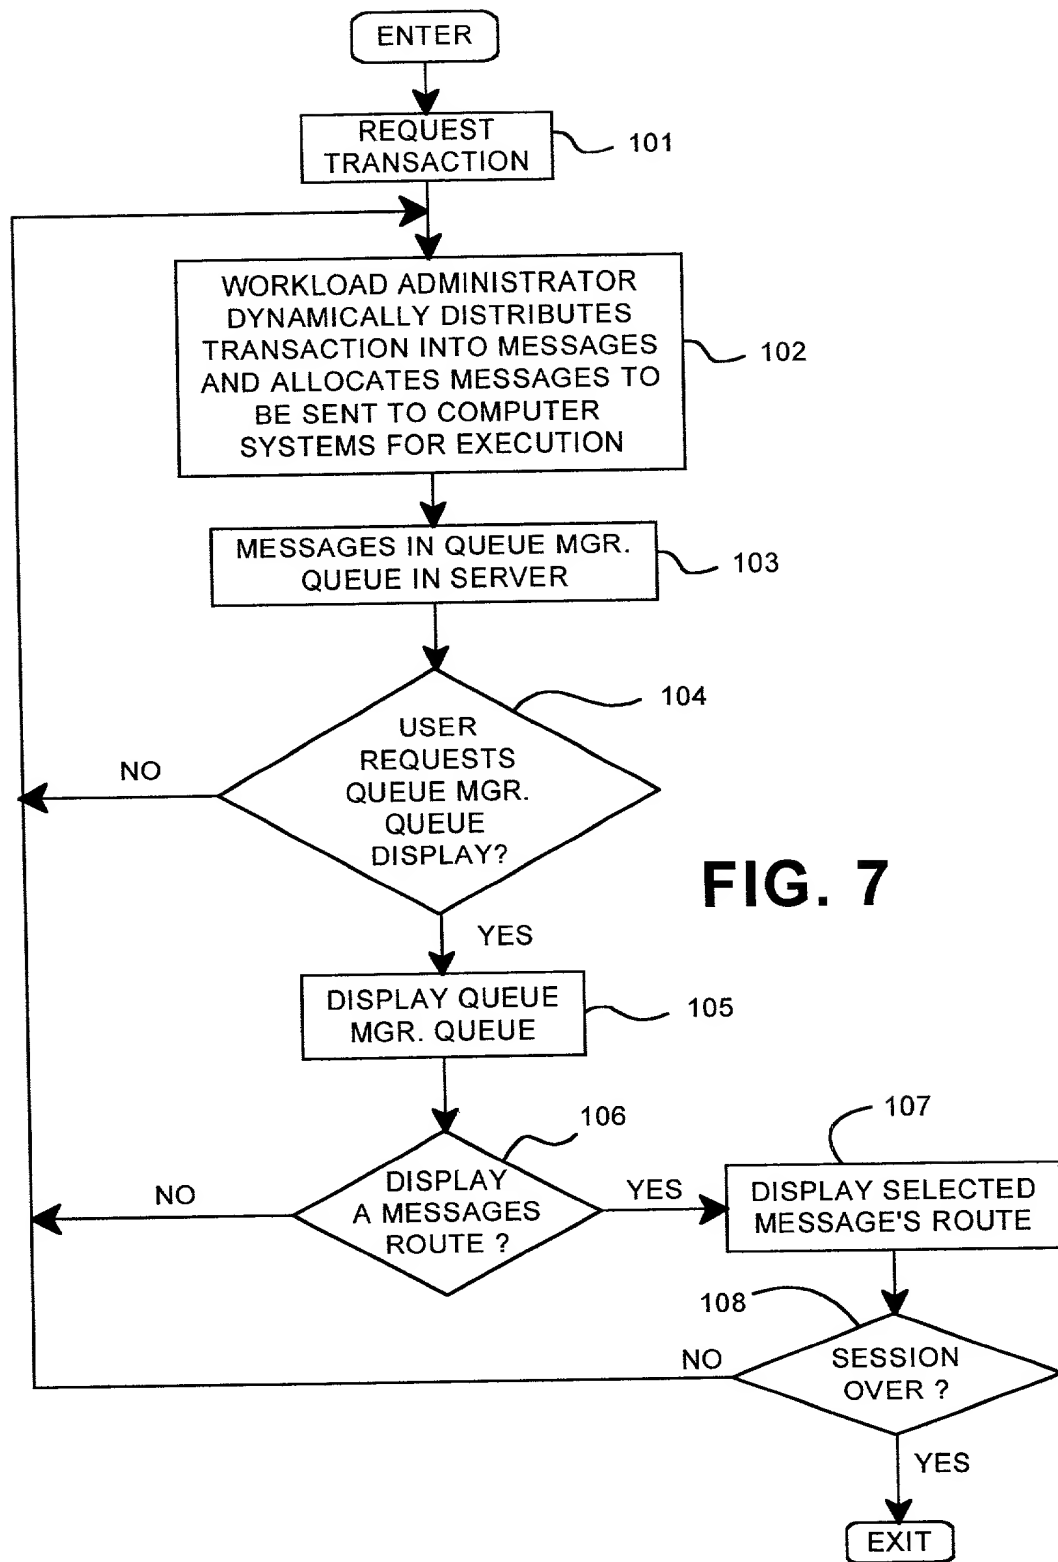 ENTER
REQUEST
TRANSACTION
101
WORKLOAD ADMINISTRATOR
DYNAMICALLY DISTRIBUTES
TRANSACTION INTO MESSAGES
AND ALLOCATES MESSAGES TO
BE SENT TO COMPUTER
SYSTEMS FOR EXECUTION
102
MESSAGES IN QUEUE MGR.
QUEUE IN SERVER
103
104
USER
REQUESTS
QUEUE MGR.
QUEUE
DISPLAY?
NO
FIG. 7
YES
DISPLAY QUEUE
MGR. QUEUE
105
106
DISPLAY
A MESSAGES
ROUTE ?
NO
YES
107
DISPLAY SELECTED
MESSAGE'S ROUTE
108
SESSION
OVER ?
NO
YES
EXIT